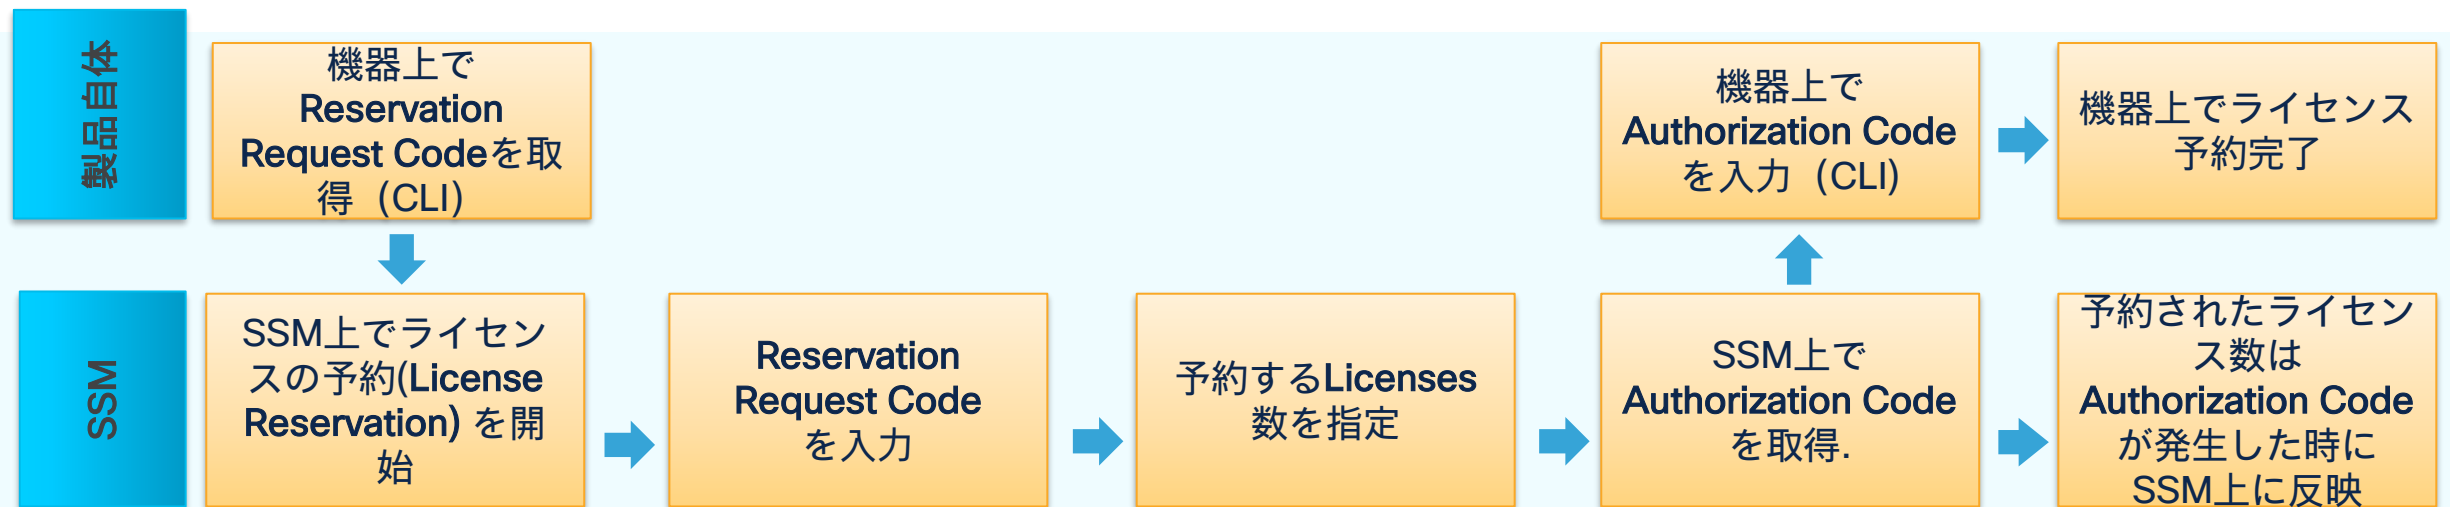 製品自体
機器上で
Reservation
Request Codeを取
得（CLI）
機器上で
Authorization Code
を入力（CLI)
機器上でライセンス
予約完了
SSM
SSM上でライセン
スの予約(License
Reservation) を開
始
Reservation
Request Code
を入力
予約するLicenses
数を指定
SSM上で
Authorization Code
を取得.
予約されたライセン
ス数は
Authorization Code
が発生した時に
SSM上に反映